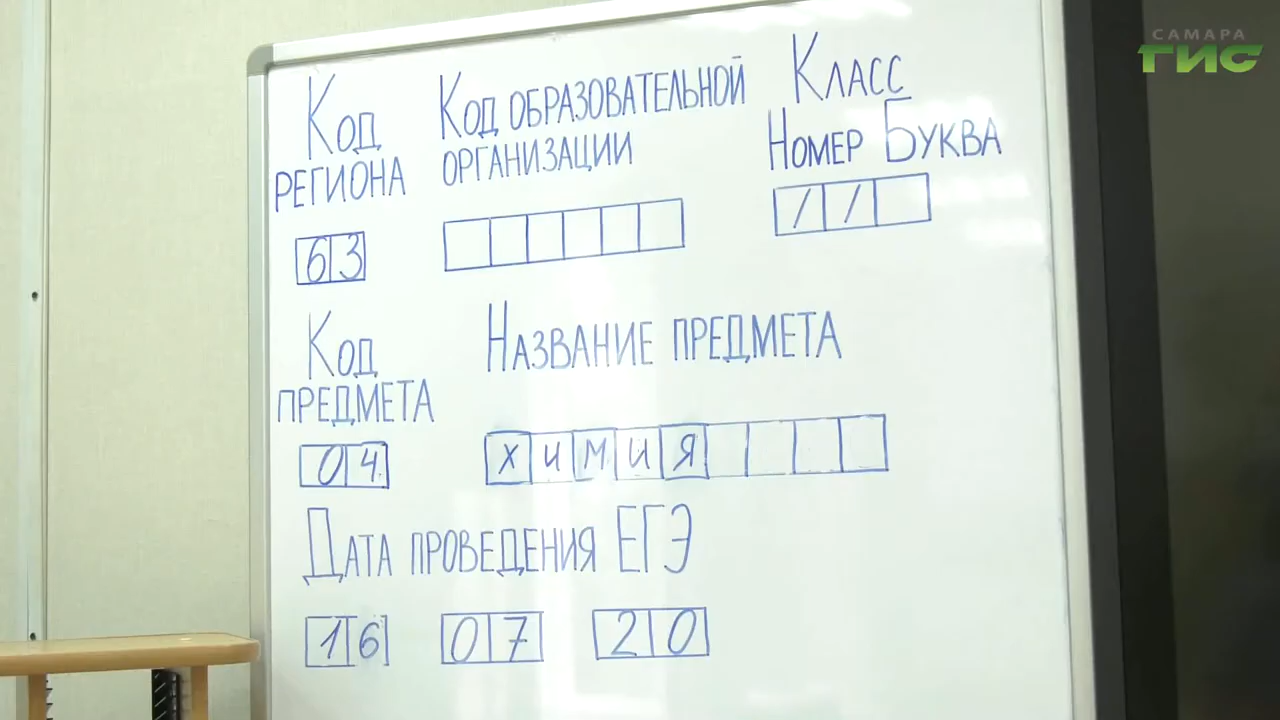 САМАРА
ГИС
Код
региона
Код образовательной
организации
Класс
Номер Буква
63
//
Код
предмета
Название предмета
04
химия
Дата проведения ЕГЭ
16 07 20